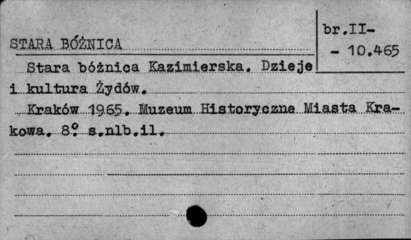 br.II-
- 10.465
STARA BÓŻNICA
Stara bóżnica Kazimierska. Dzieje
i kultura Żydów.
Kraków 1965. Muzeum Historyczne Miasta Kra-
kowa. 8º s.nlb.il.